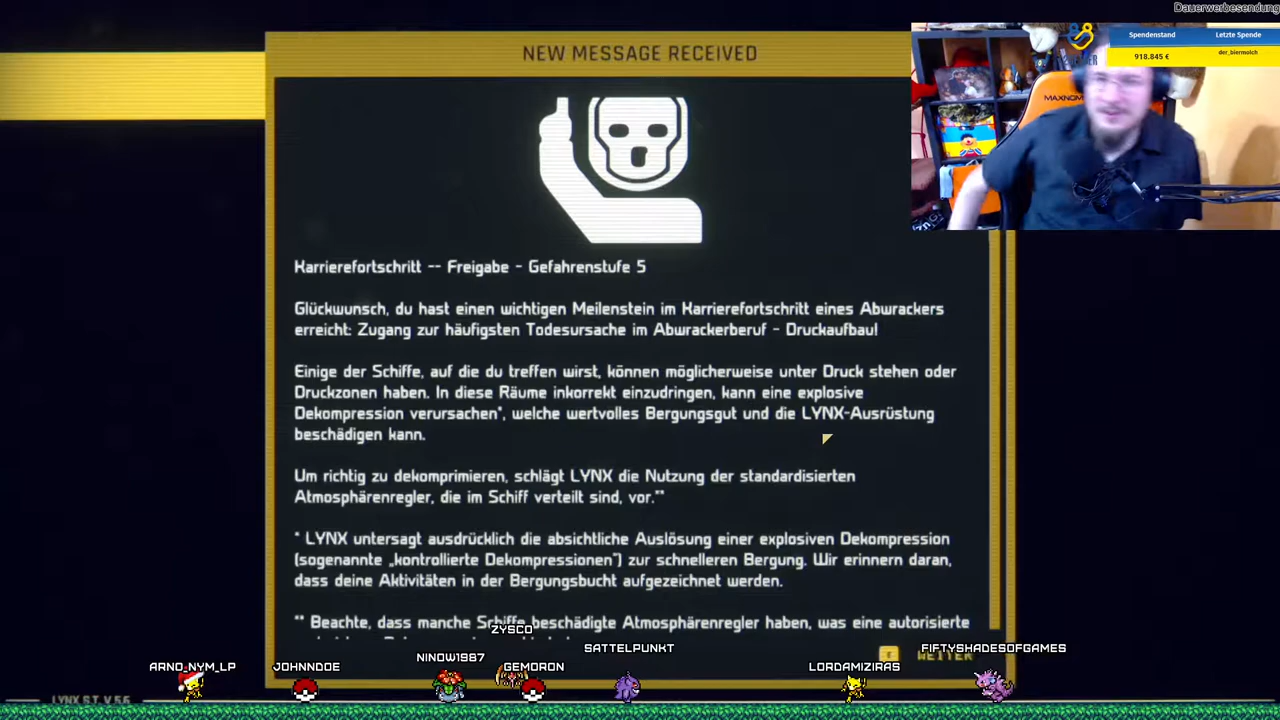 Dauerwerbesendung
NEW MESSAGE RECEIVED
Spendenstand
Letzte Spende
918.845 €
der_biermolch
MAXNOM
Karrierefortschritt -- Freigabe - Gefahrenstufe 5
Glückwunsch, du hast einen wichtigen Meilenstein im Karrierefortschritt eines Abwrackers
erreicht: Zugang zur häufigsten Todesursache im Abwrackerberuf - Druckaufbau!
Einige der Schiffe, auf die du treffen wirst, können möglicherweise unter Druck stehen oder
Druckzonen haben. In diese Räume inkorrekt einzudringen, kann eine explosive
Dekompression verursachen*, welche wertvolles Bergungsgut und die LYNX-Ausrüstung
beschädigen kann.
Um richtig zu dekomprimieren, schlägt LYNX die Nutzung der standardisierten
Atmosphärenregler, die im Schiff verteilt sind, vor.**
* LYNX untersagt ausdrücklich die absichtliche Auslösung einer explosiven Dekompression
(sogenannte „kontrollierte Dekompressionen“) zur schnelleren Bergung. Wir erinnern daran,
dass deine Aktivitäten in der Bergungsbucht aufgezeichnet werden.
** Beachte, dass manche Schiffe beschädigte Atmosphärenregler haben, was eine autorisierte
WEITER
ZYSCO
SATTELPUNKT
FIFTYSHADESOFGAMES
NINOW1987
ARNO_NYM_LP
JOHNNDOE
GEMORON
LORDAMIZIRAS